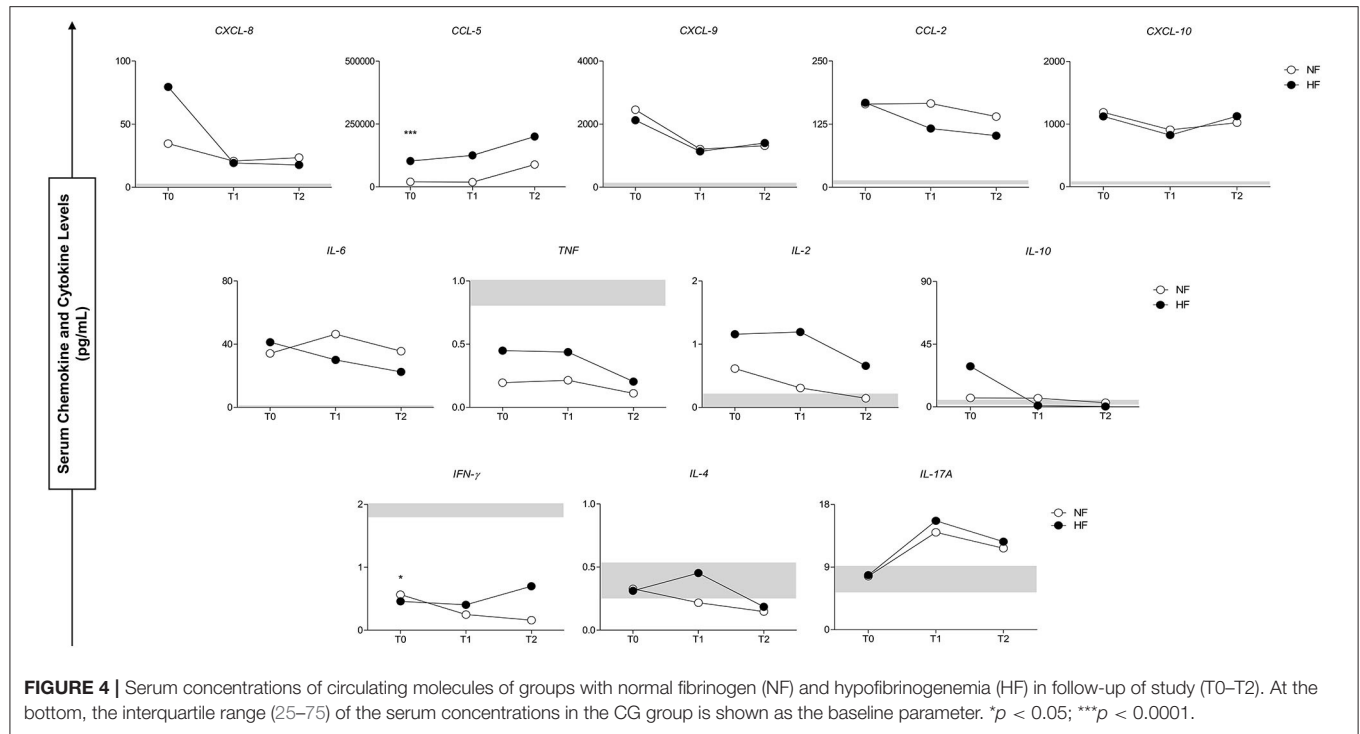 CXCL-8 CCL-5 CXCL-9 CCL-2 CXCL-10
100 500000 4000 250 2000
NF
HF
50 250000 2000 125 1000
***
0 0 0 0 0
T0 T1 T2 T0 T1 T2 T0 T1 T2 T0 T1 T2 T0 T1 T2
Serum Chemokine and Cytokine Levels
(pg/mL)
IL-6 TNF IL-2 IL-10
80 1.0 2 90
NF
HF
40 0.5 1 45
0 0.0 0 0
T0 T1 T2 T0 T1 T2 T0 T1 T2 T0 T1 T2
IFN-γ IL-4 IL-17A
2 1.0 18
NF
HF
1 0.5 9
*
0 0.0 0
T0 T1 T2 T0 T1 T2 T0 T1 T2
FIGURE 4 | Serum concentrations of circulating molecules of groups with normal fibrinogen (NF) and hypofibrinogenemia (HF) in follow-up of study (T0–T2). At the
bottom, the interquartile range (25–75) of the serum concentrations in the CG group is shown as the baseline parameter. *p < 0.05; ***p < 0.0001.